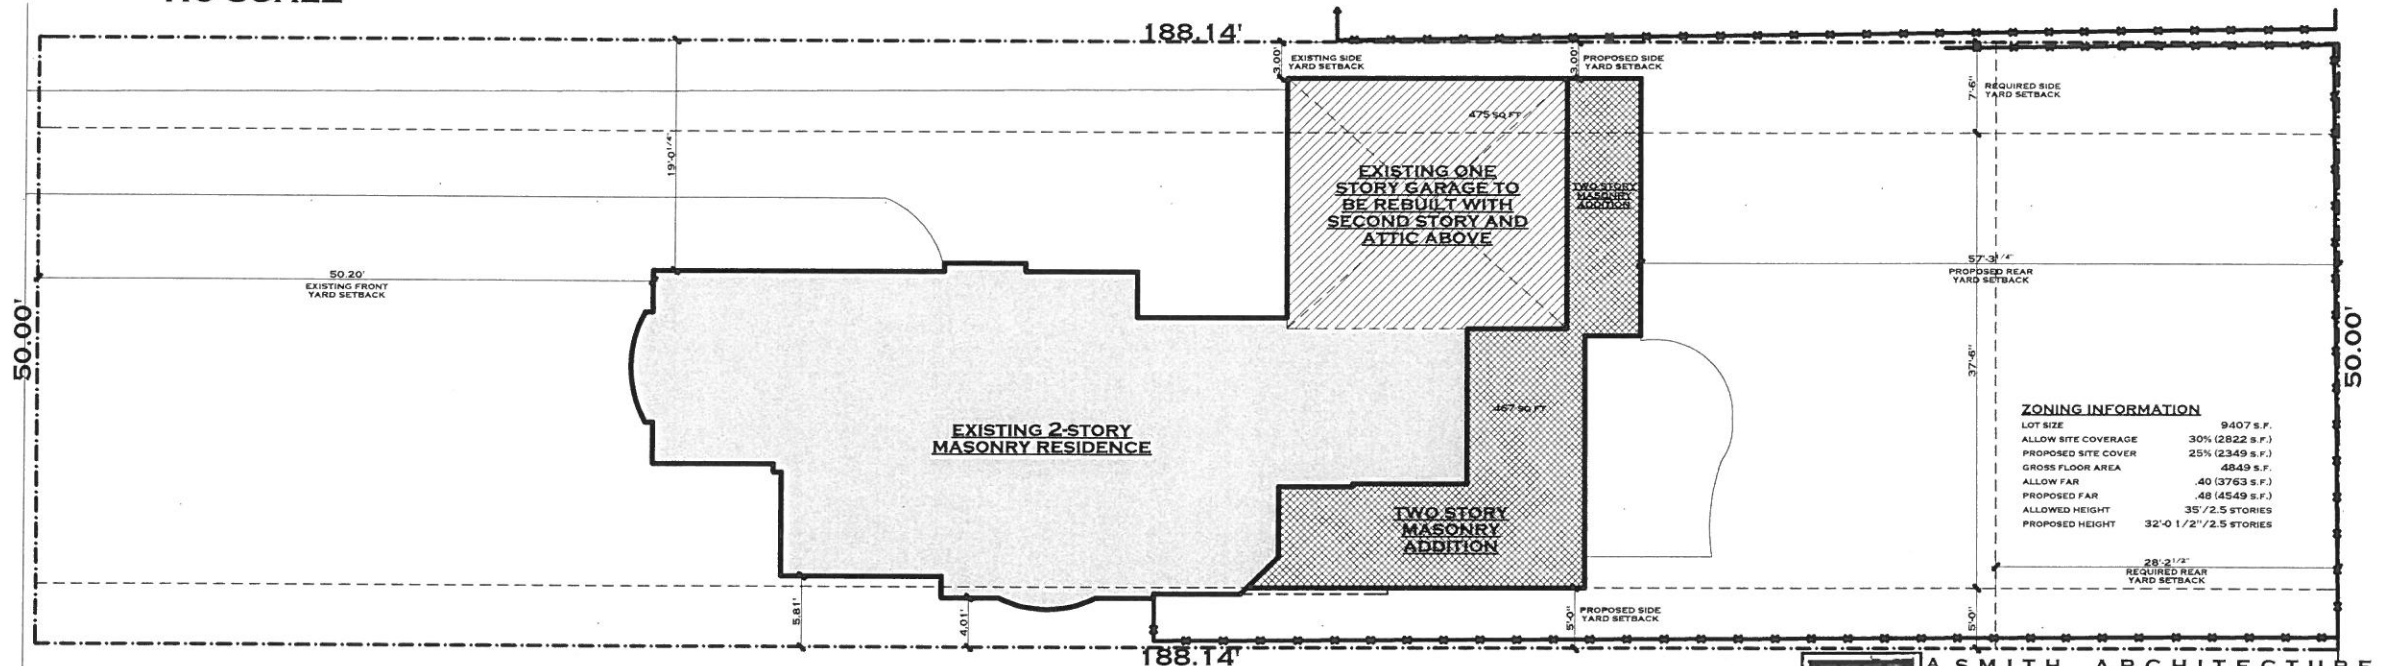 188.14'
3.00'
EXISTING SIDE
YARD SETBACK
3.00'
PROPOSED SIDE
YARD SETBACK
7'-6"
REQUIRED SIDE
YARD SETBACK
475 SQ FT
19'-0 1/4"
EXISTING ONE
STORY GARAGE TO
BE REBUILT WITH
SECOND STORY AND
ATTIC ABOVE
TWO STORY
MASONRY
ADDITION
50.20'
EXISTING FRONT
YARD SETBACK
57'-3 1/4"
PROPOSED REAR
YARD SETBACK
50.00'
50.00'
37'-6"
467 SQ FT
EXISTING 2-STORY
MASONRY RESIDENCE
TWO STORY
MASONRY
ADDITION
ZONING INFORMATION
LOT SIZE 9407 S.F.
ALLOW SITE COVERAGE 30% (2822 S.F.)
PROPOSED SITE COVER 25% (2349 S.F.)
GROSS FLOOR AREA 4849 S.F.
ALLOW FAR .40 (3763 S.F.)
PROPOSED FAR .48 (4549 S.F.)
ALLOWED HEIGHT 35'/2.5 STORIES
PROPOSED HEIGHT 32'-0 1/2"/2.5 STORIES
28'-2 1/2"
REQUIRED REAR
YARD SETBACK
5.81'
4.01'
5'-0"
PROPOSED SIDE
YARD SETBACK
5'-0"
188.14'
A SMITH ARCHITECTURE